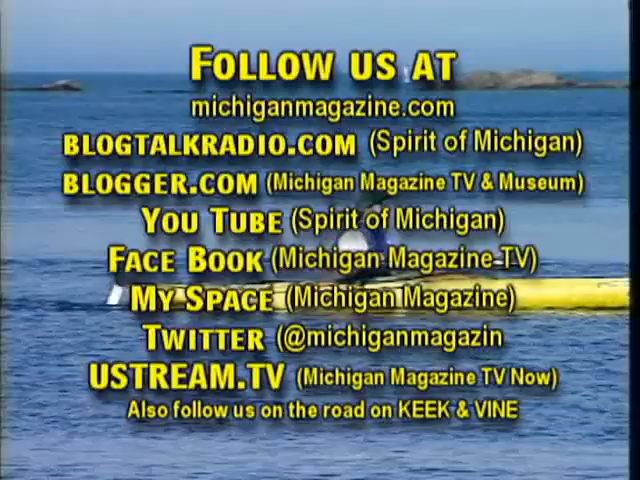 FOLLOW US AT
michiganmagazine.com
BLOGTALKRADIO.COM (Spirit of Michigan)
BLOGGER.COM (Michigan Magazine TV & Museum)
YOU TUBE (Spirit of Michigan)
FACE BOOK (Michigan Magazine TV)
MY SPACE (Michigan Magazine)
TWITTER (@michiganmagazin
USTREAM.TV (Michigan Magazine TV Now)
Also follow us on the road on KEEK & VINE